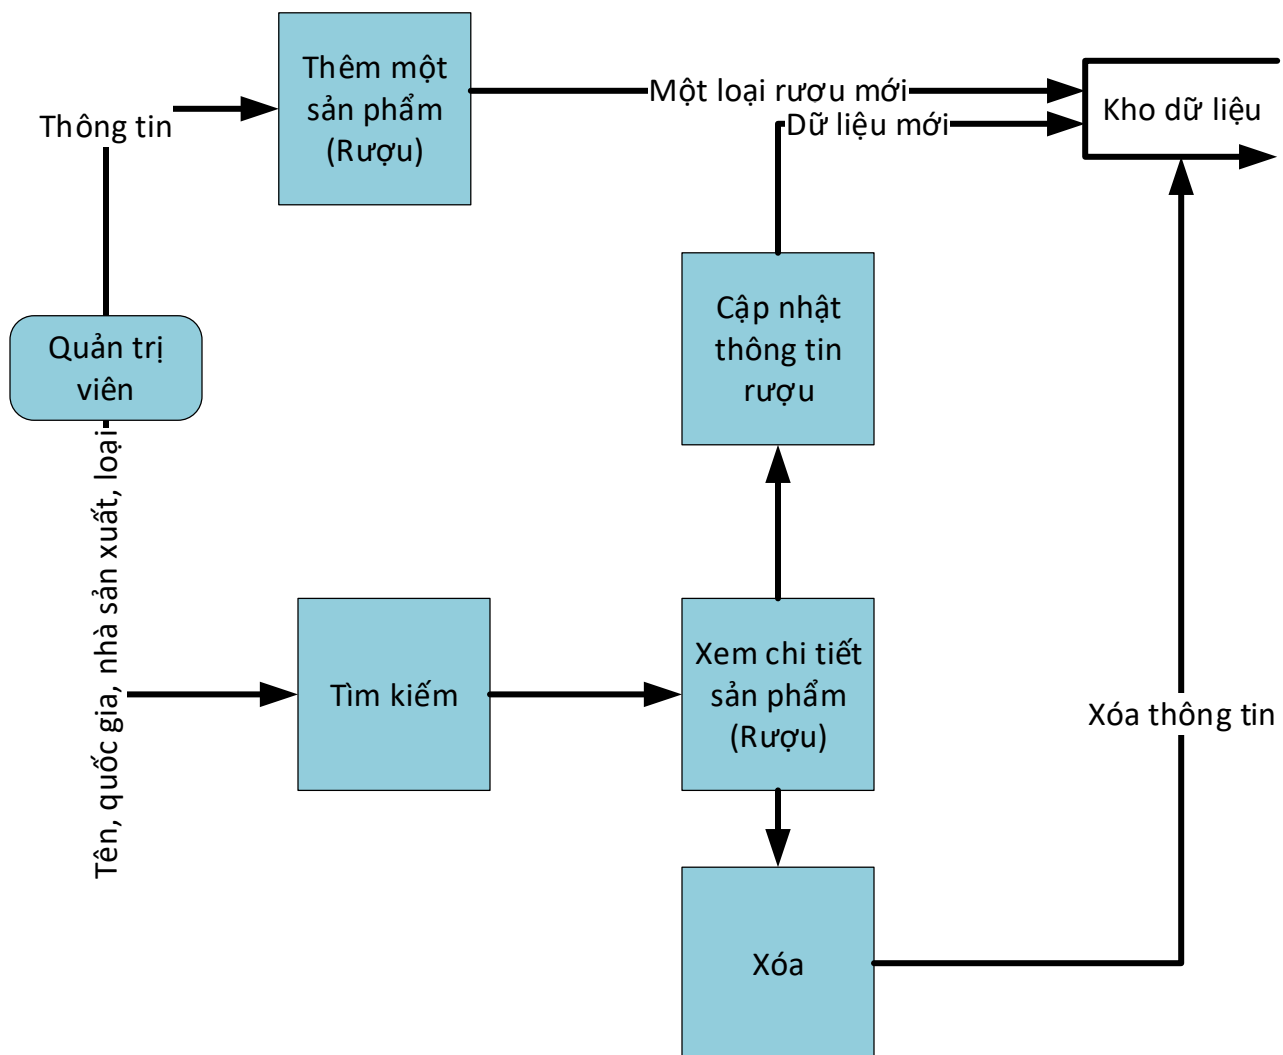 Thêm một
sản phẩm
(Rượu)
Một loại rượu mới
Kho dữ liệu
Thông tin
Dữ liệu mới
Quản trị
viên
Cập nhật
thông tin
rượu
Tên, quốc gia, nhà sản xuất, loại
Tìm kiếm
Xem chi tiết
sản phẩm
(Rượu)
Xóa thông tin
Xóa